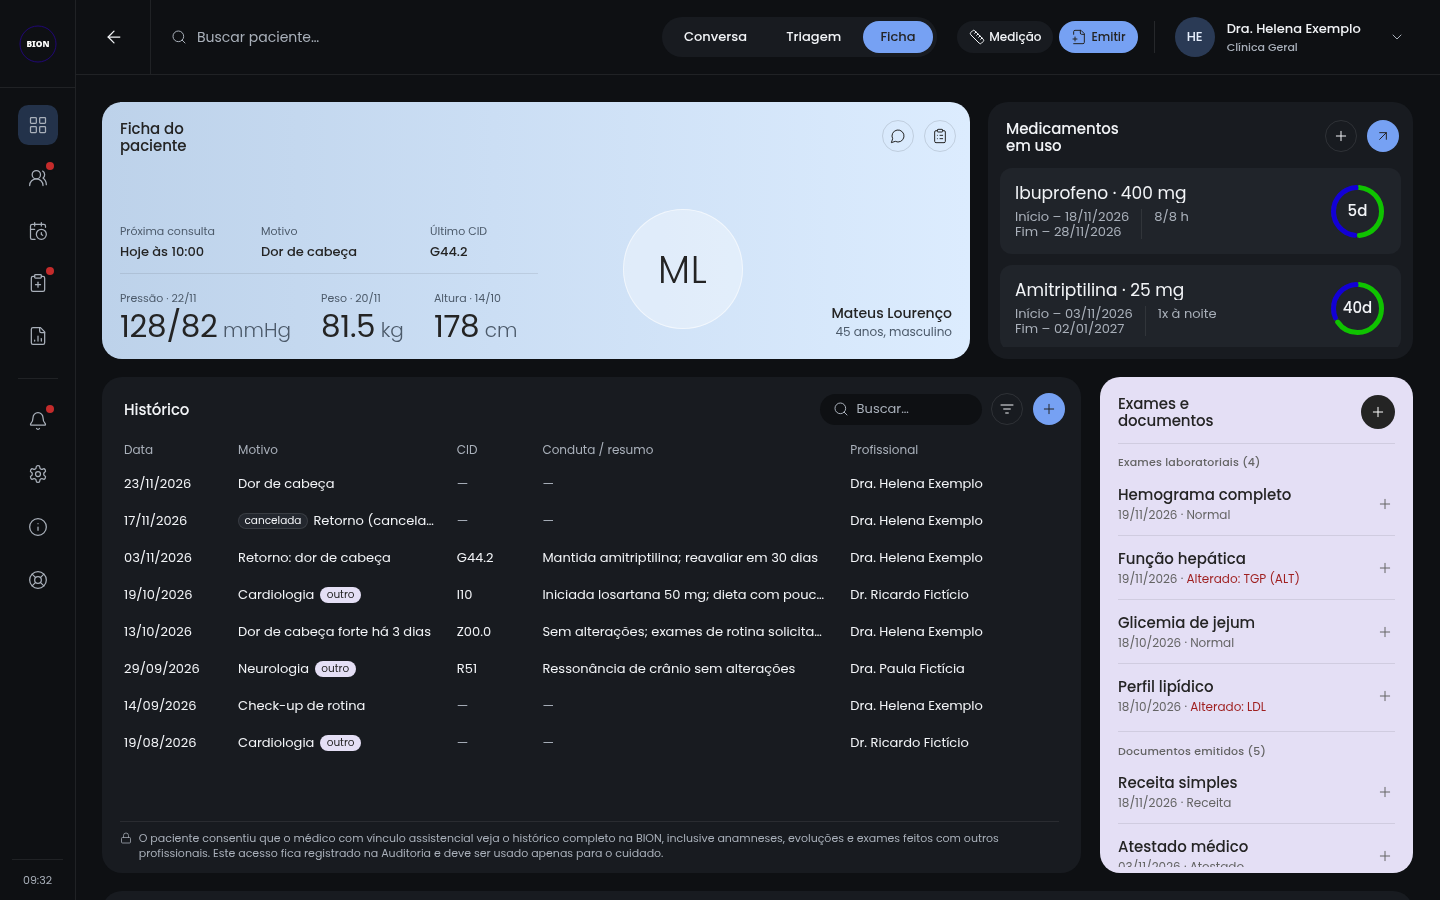 BION
Buscar paciente...
Conversa
Triagem
Ficha
Medição
Emitir
HE
Dra. Helena Exemplo
Clínica Geral
Ficha do
paciente
Próxima consulta
Motivo
Último CID
Hoje às 10:00
Dor de cabeça
G44.2
Pressão · 22/11
Peso · 20/11
Altura · 14/10
128/82 mmHg
81.5 kg
178 cm
ML
Mateus Lourenço
45 anos, masculino
Medicamentos
em uso
Ibuprofeno · 400 mg
Início – 18/11/2026
8/8 h
Fim – 28/11/2026
5d
Amitriptilina · 25 mg
Início – 03/11/2026
1x à noite
Fim – 02/01/2027
40d
Histórico
Buscar...
Data Motivo CID Conduta / resumo Profissional
23/11/2026 Dor de cabeça — — Dra. Helena Exemplo
17/11/2026 cancelada Retorno (cancela... — — Dra. Helena Exemplo
03/11/2026 Retorno: dor de cabeça G44.2 Mantida amitriptilina; reavaliar em 30 dias Dra. Helena Exemplo
19/10/2026 Cardiologia outro I10 Iniciada losartana 50 mg; dieta com pouc... Dr. Ricardo Fictício
13/10/2026 Dor de cabeça forte há 3 dias Z00.0 Sem alterações; exames de rotina solicita... Dra. Helena Exemplo
29/09/2026 Neurologia outro R51 Ressonância de crânio sem alterações Dra. Paula Fictícia
14/09/2026 Check-up de rotina — — Dra. Helena Exemplo
19/08/2026 Cardiologia outro — — Dr. Ricardo Fictício
O paciente consentiu que o médico com vínculo assistencial veja o histórico completo na BION, inclusive anamneses, evoluções e exames feitos com outros
profissionais. Este acesso fica registrado na Auditoria e deve ser usado apenas para o cuidado.
Exames e
documentos
Exames laboratoriais (4)
Hemograma completo
19/11/2026 · Normal
Função hepática
19/11/2026 · Alterado: TGP (ALT)
Glicemia de jejum
18/10/2026 · Normal
Perfil lipídico
18/10/2026 · Alterado: LDL
Documentos emitidos (5)
Receita simples
18/11/2026 · Receita
Atestado médico
03/11/2026 · Atestado
09:32